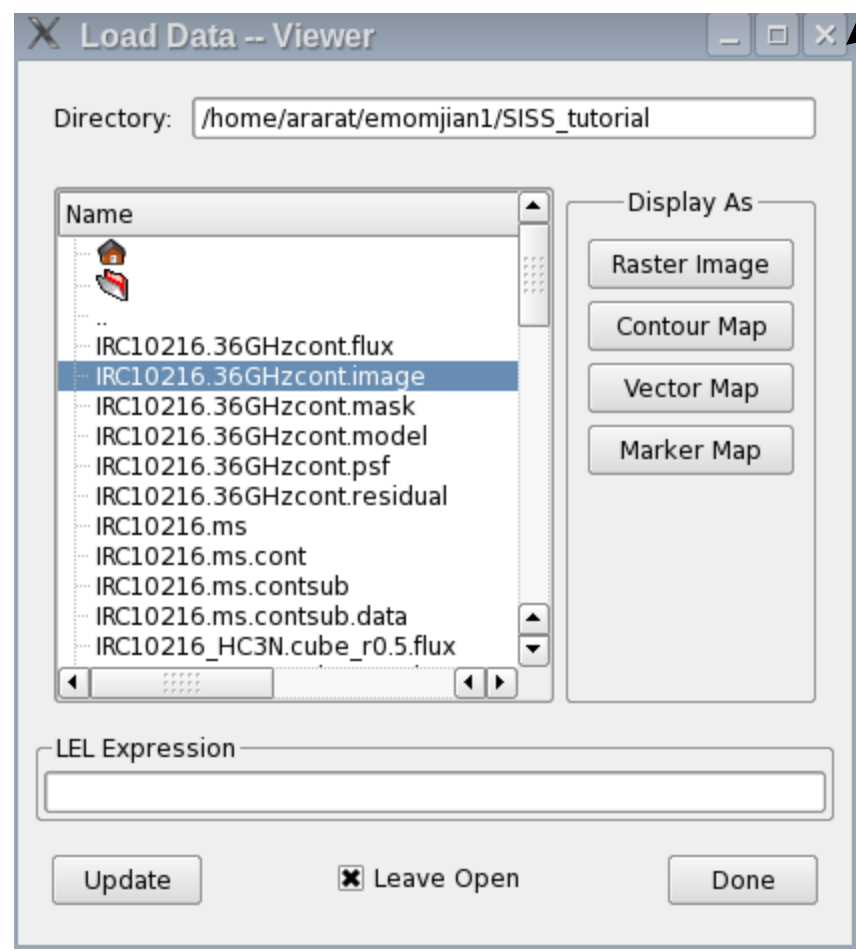 Load Data -- Viewer
Directory: /home/ararat/emomjian1/SISS_tutorial
Name
..
IRC10216.36GHzcont.flux
IRC10216.36GHzcont.image
IRC10216.36GHzcont.mask
IRC10216.36GHzcont.model
IRC10216.36GHzcont.psf
IRC10216.36GHzcont.residual
IRC10216.ms
IRC10216.ms.cont
IRC10216.ms.contsub
IRC10216.ms.contsub.data
IRC10216_HC3N.cube_r0.5.flux
Display As
Raster Image
Contour Map
Vector Map
Marker Map
LEL Expression
Update
Leave Open
Done